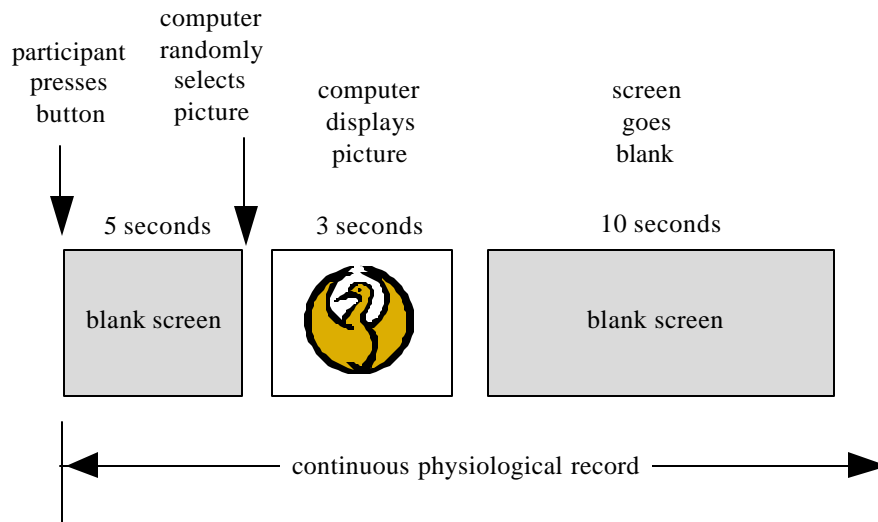 participant
presses
button
computer
randomly
selects
picture
computer
displays
picture
screen
goes
blank
5 seconds
3 seconds
10 seconds
blank screen
blank screen
continuous physiological record